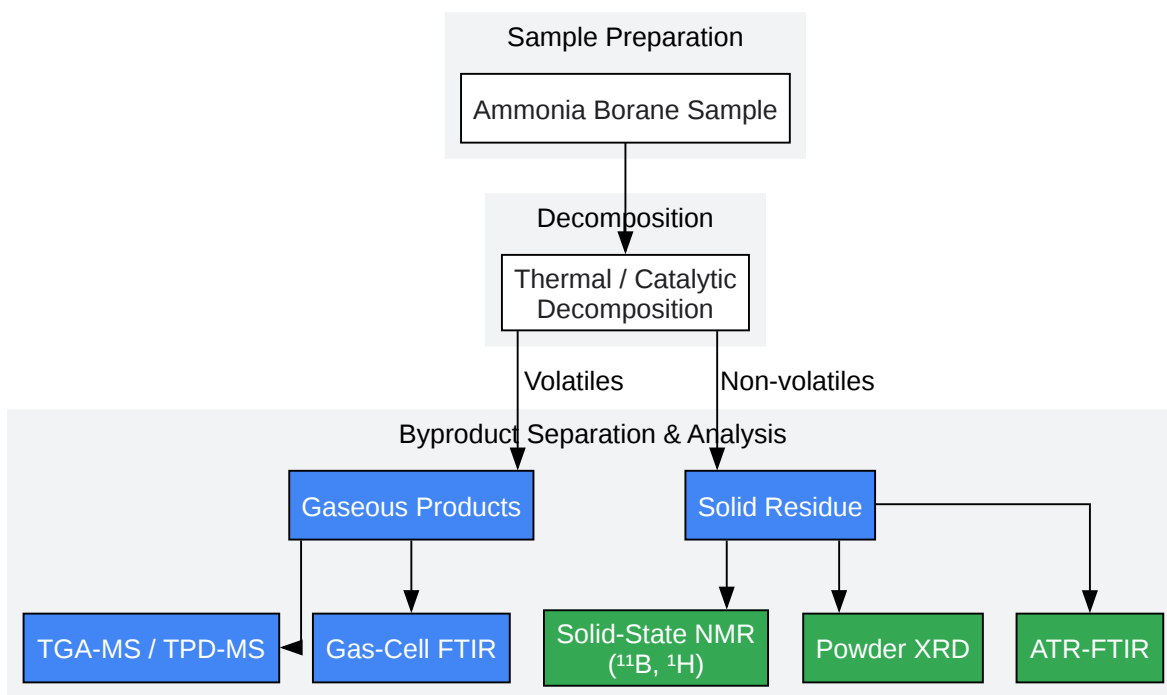 Sample Preparation
Ammonia Borane Sample
Decomposition
Thermal / Catalytic
Decomposition
Volatiles
Non-volatiles
Byproduct Separation & Analysis
Gaseous Products
Solid Residue
TGA-MS / TPD-MS
Gas-Cell FTIR
Solid-State NMR
(¹¹B, ¹H)
Powder XRD
ATR-FTIR